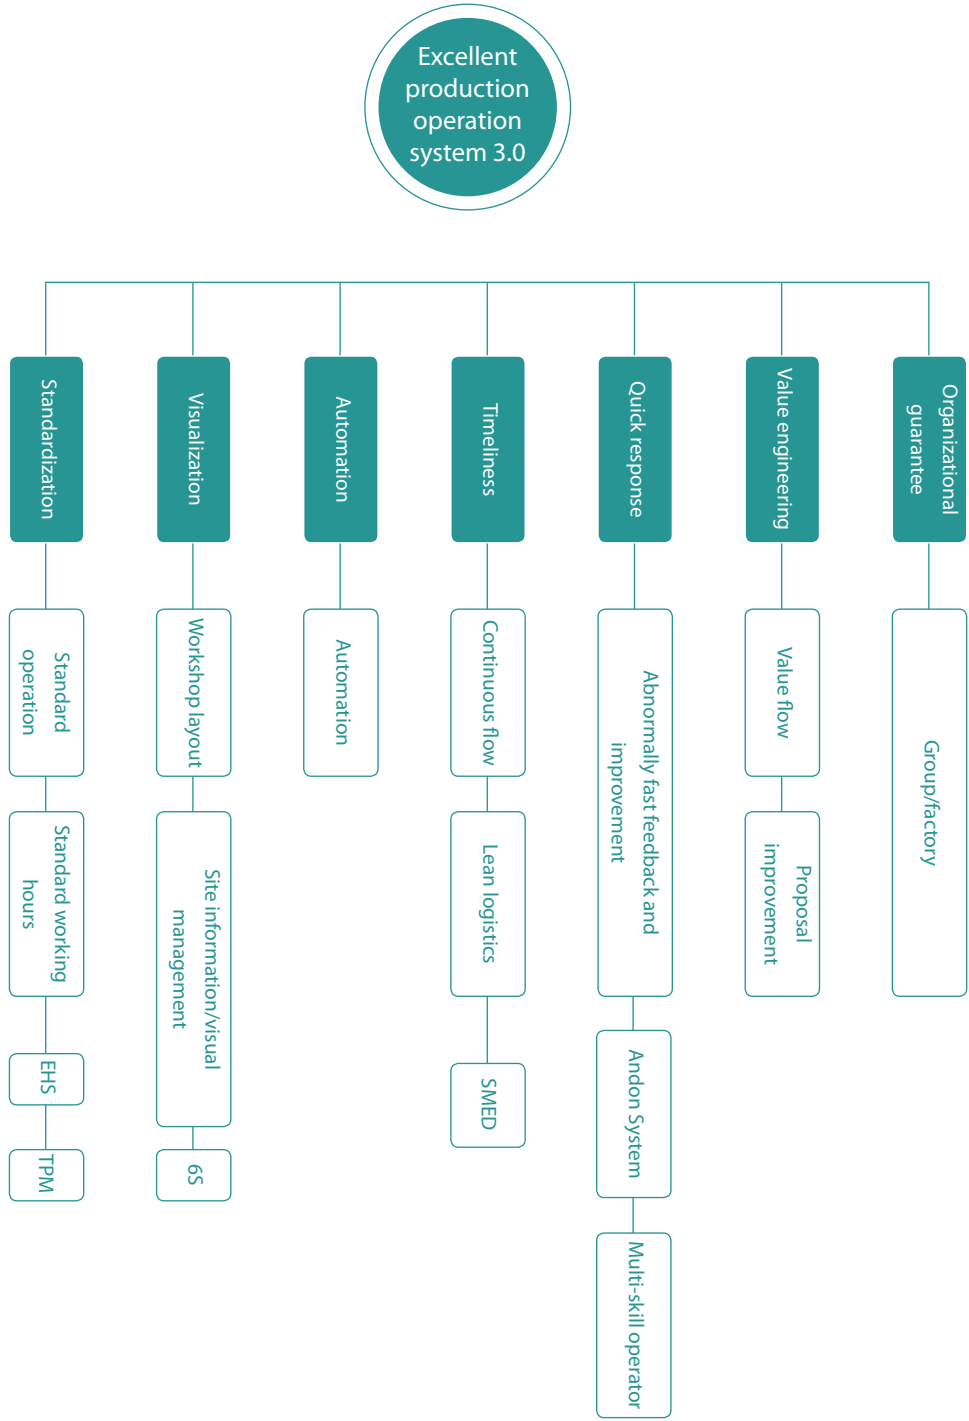 Excellent
production
operation
system 3.0
Standardization
Standard
operation
Standard working
hours
EHS
TPM
Visualization
Workshop layout
Site information/visual
management
6S
Automation
Automation
Timeliness
Continuous flow
Lean logistics
SMED
Quick response
Abnormally fast feedback and
improvement
Andon System
Multi-skill operator
Value engineering
Value flow
Proposal
improvement
Organizational
guarantee
Group/factory